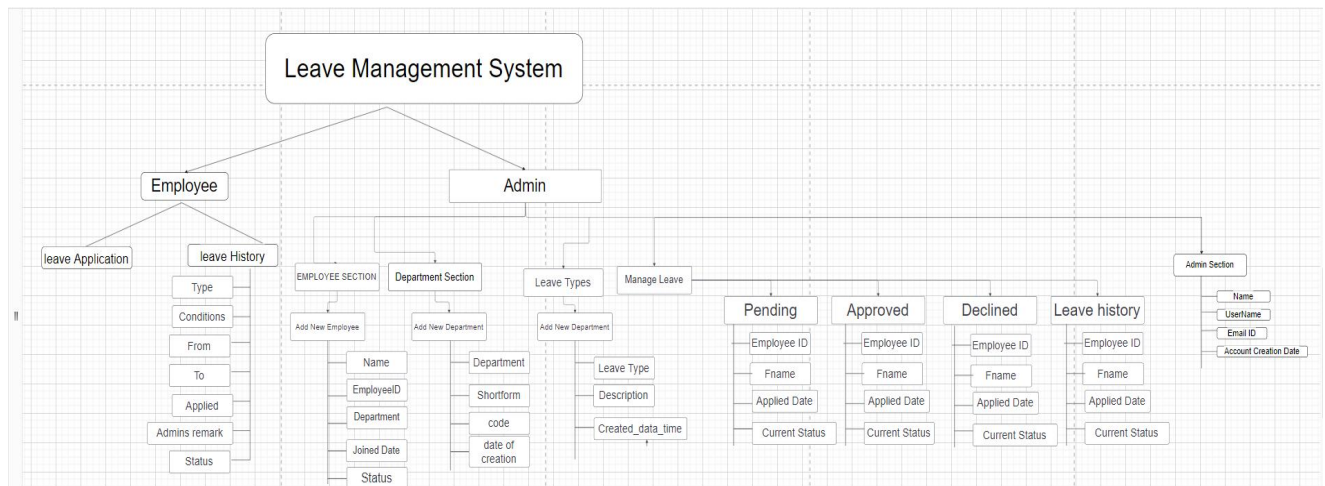 Leave Management System
Employee
Admin
leave Application
leave History
Type
Conditions
From
To
Applied
Admins remark
Status
EMPLOYEE SECTION
Add New Employee
Name
EmployeeID
Department
Joined Date
Status
Department Section
Add New Department
Department
Shortform
code
date of
creation
Leave Types
Add New Department
Leave Type
Description
Created_data_time
Manage Leave
Pending
Employee ID
Fname
Applied Date
Current Status
Approved
Employee ID
Fname
Applied Date
Current Status
Declined
Employee ID
Fname
Applied Date
Current Status
Leave history
Employee ID
Fname
Applied Date
Current Status
Admin Section
Name
UserName
Email ID
Account Creation Date